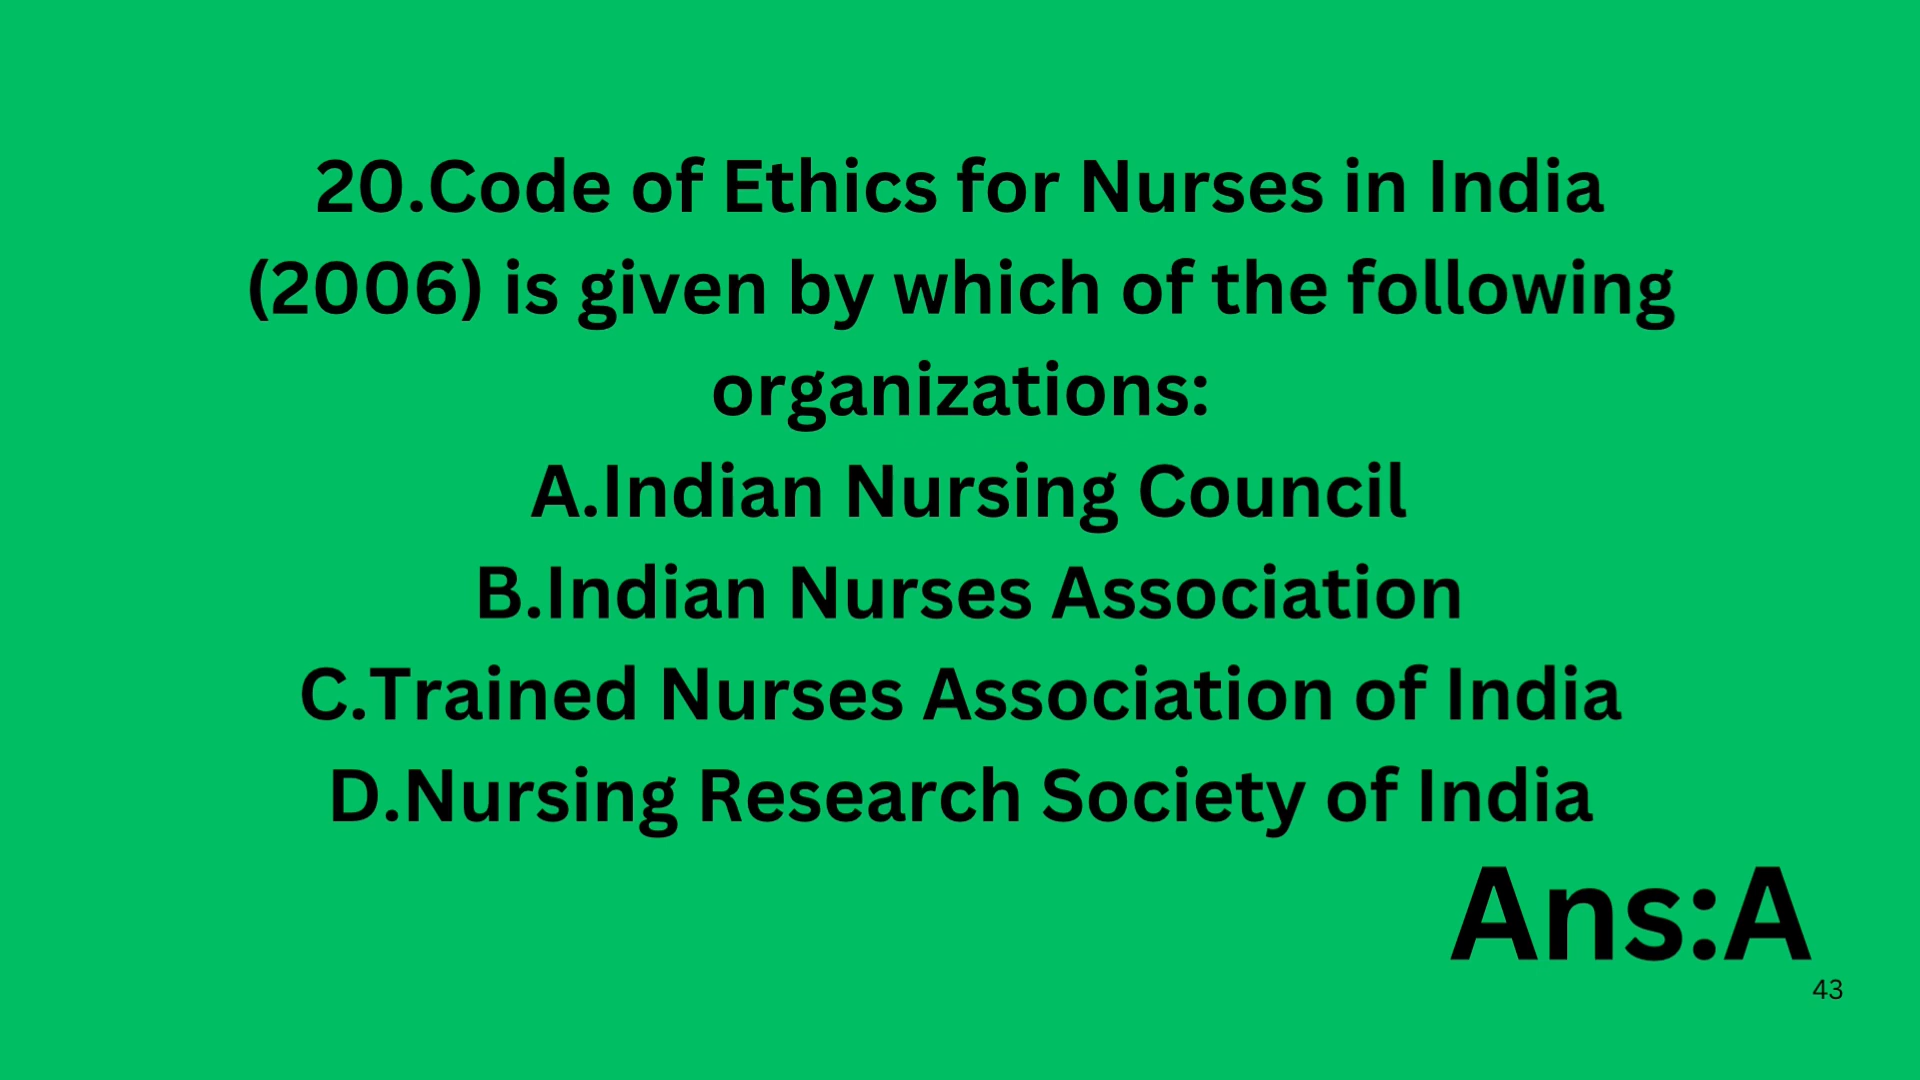 20.Code of Ethics for Nurses in India
(2006) is given by which of the following
organizations:
A.Indian Nursing Council
B.Indian Nurses Association
C.Trained Nurses Association of India
D.Nursing Research Society of India
Ans:A
43